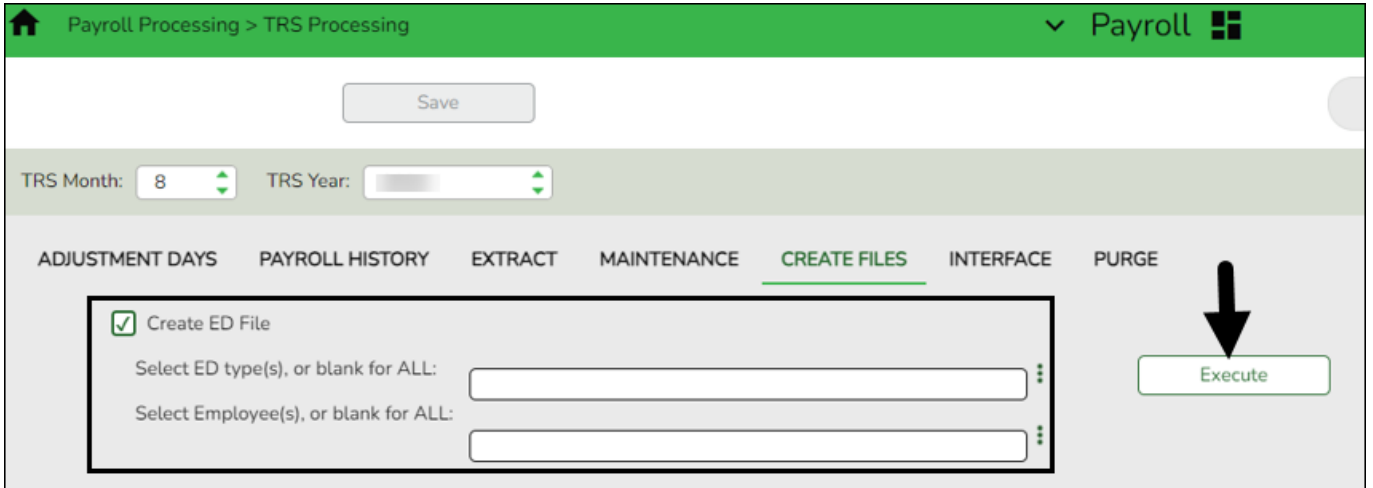 Payroll Processing > TRS Processing
Payroll
Save
TRS Month: 8 TRS Year:
ADJUSTMENT DAYS PAYROLL HISTORY EXTRACT MAINTENANCE CREATE FILES INTERFACE PURGE
Create ED File
Select ED type(s), or blank for ALL:
Execute
Select Employee(s), or blank for ALL: